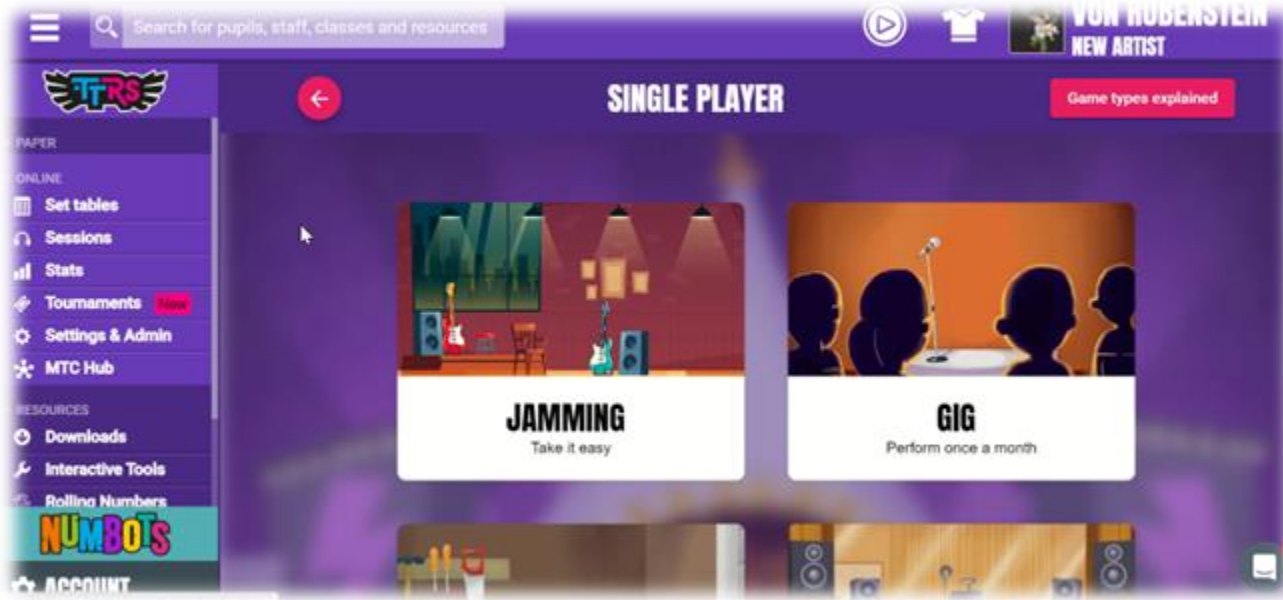 Search for pupils, staff, classes and resources
VON RUBENSTEIN
NEW ARTIST
TTRS
SINGLE PLAYER
Game types explained
PAPER
ONLINE
Set tables
Sessions
Stats
Tournaments New
Settings & Admin
MTC Hub
RESOURCES
Downloads
Interactive Tools
Rolling Numbers
NUMBOTS
ACCOUNT
JAMMING
Take it easy
GIG
Perform once a month